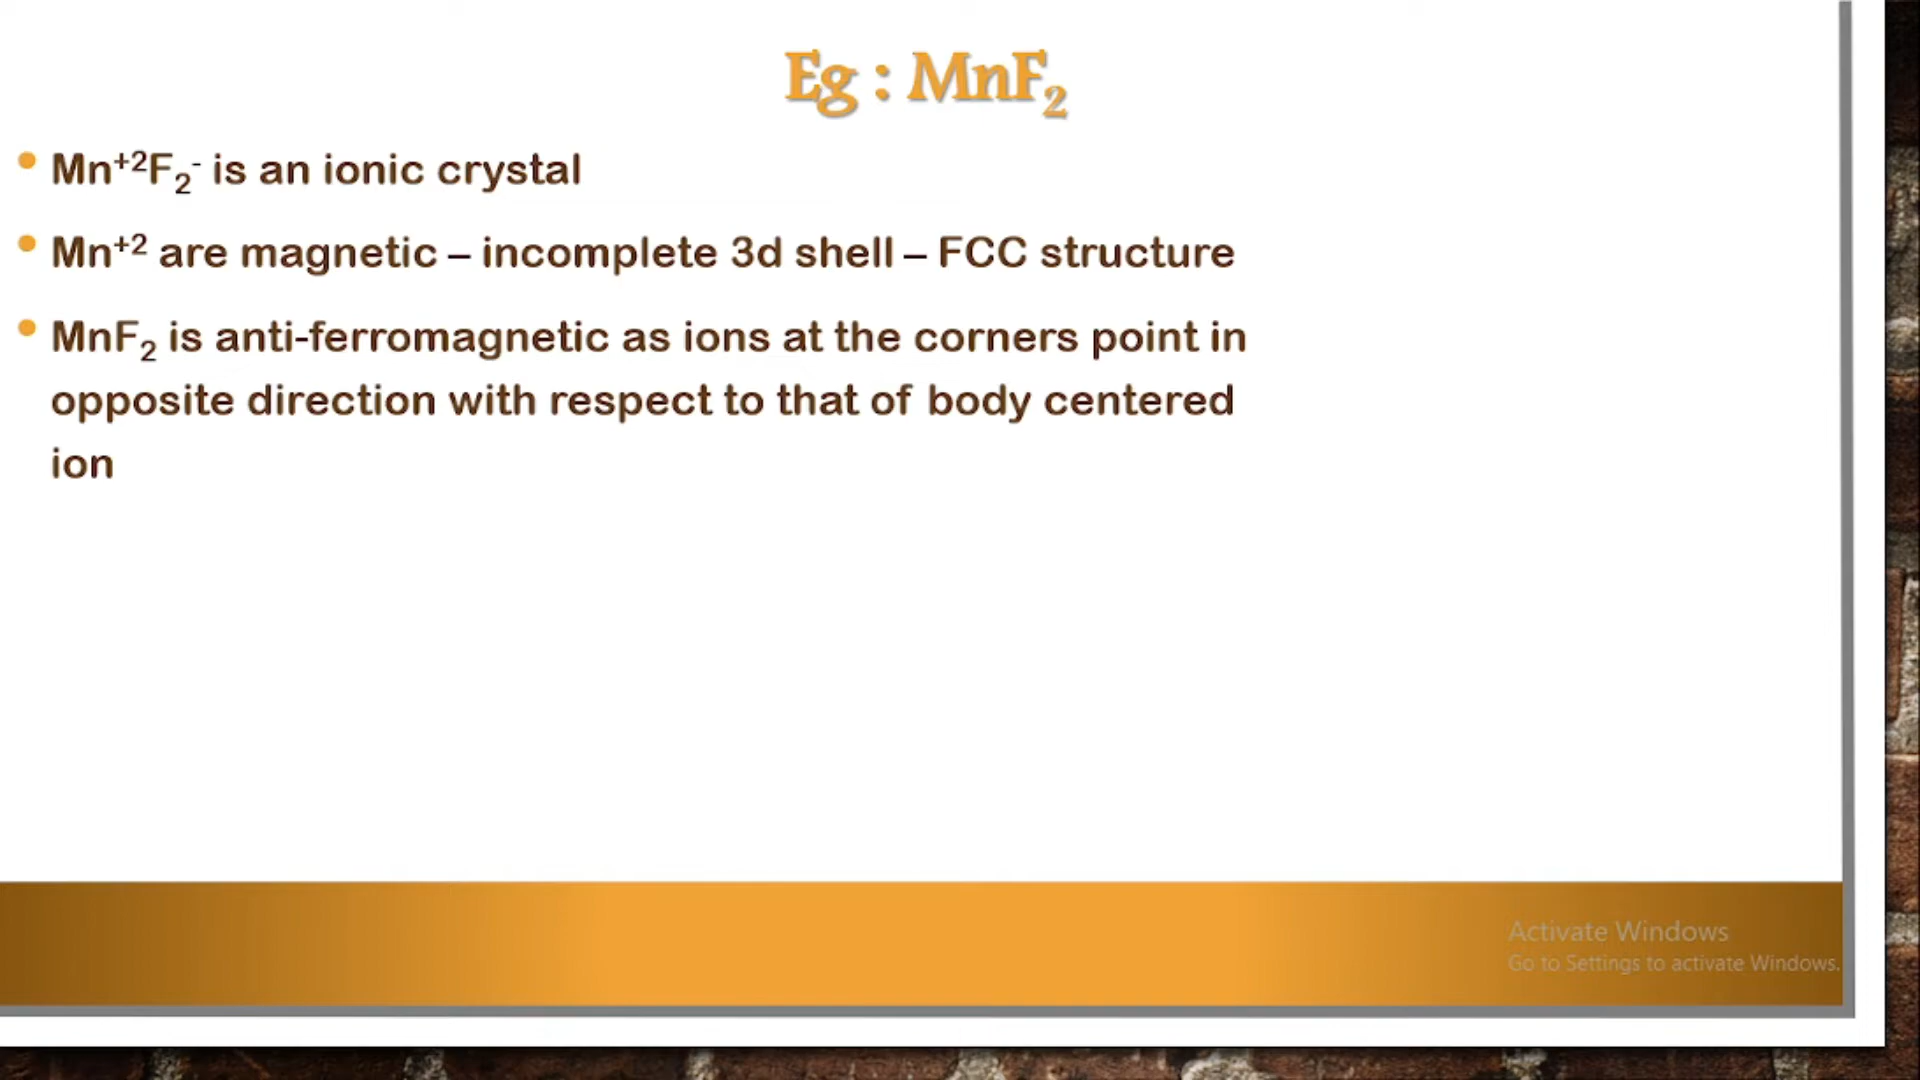 Eg : MnF₂
• Mn⁺²F₂⁻ is an ionic crystal
• Mn⁺² are magnetic – incomplete 3d shell – FCC structure
• MnF₂ is anti-ferromagnetic as ions at the corners point in
opposite direction with respect to that of body centered
ion
Activate Windows
Go to Settings to activate Windows.